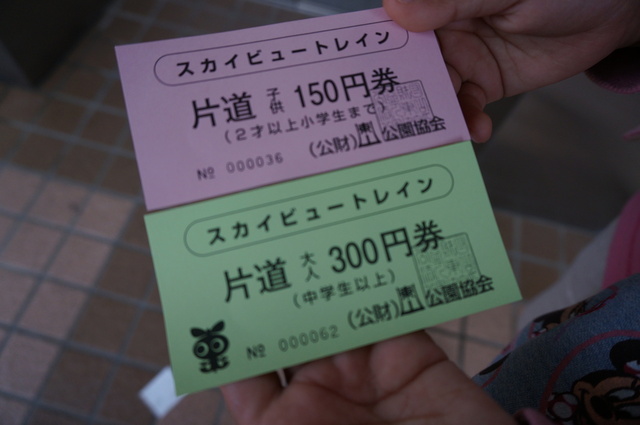 スカイビュートレイン
片道 子供 150円券
(2才以上小学生まで)
№ 000036 (公財) 公園協会
スカイビュートレイン
片道 大人 300円券
(中学生以上)
№ 000062 (公財) 公園協会